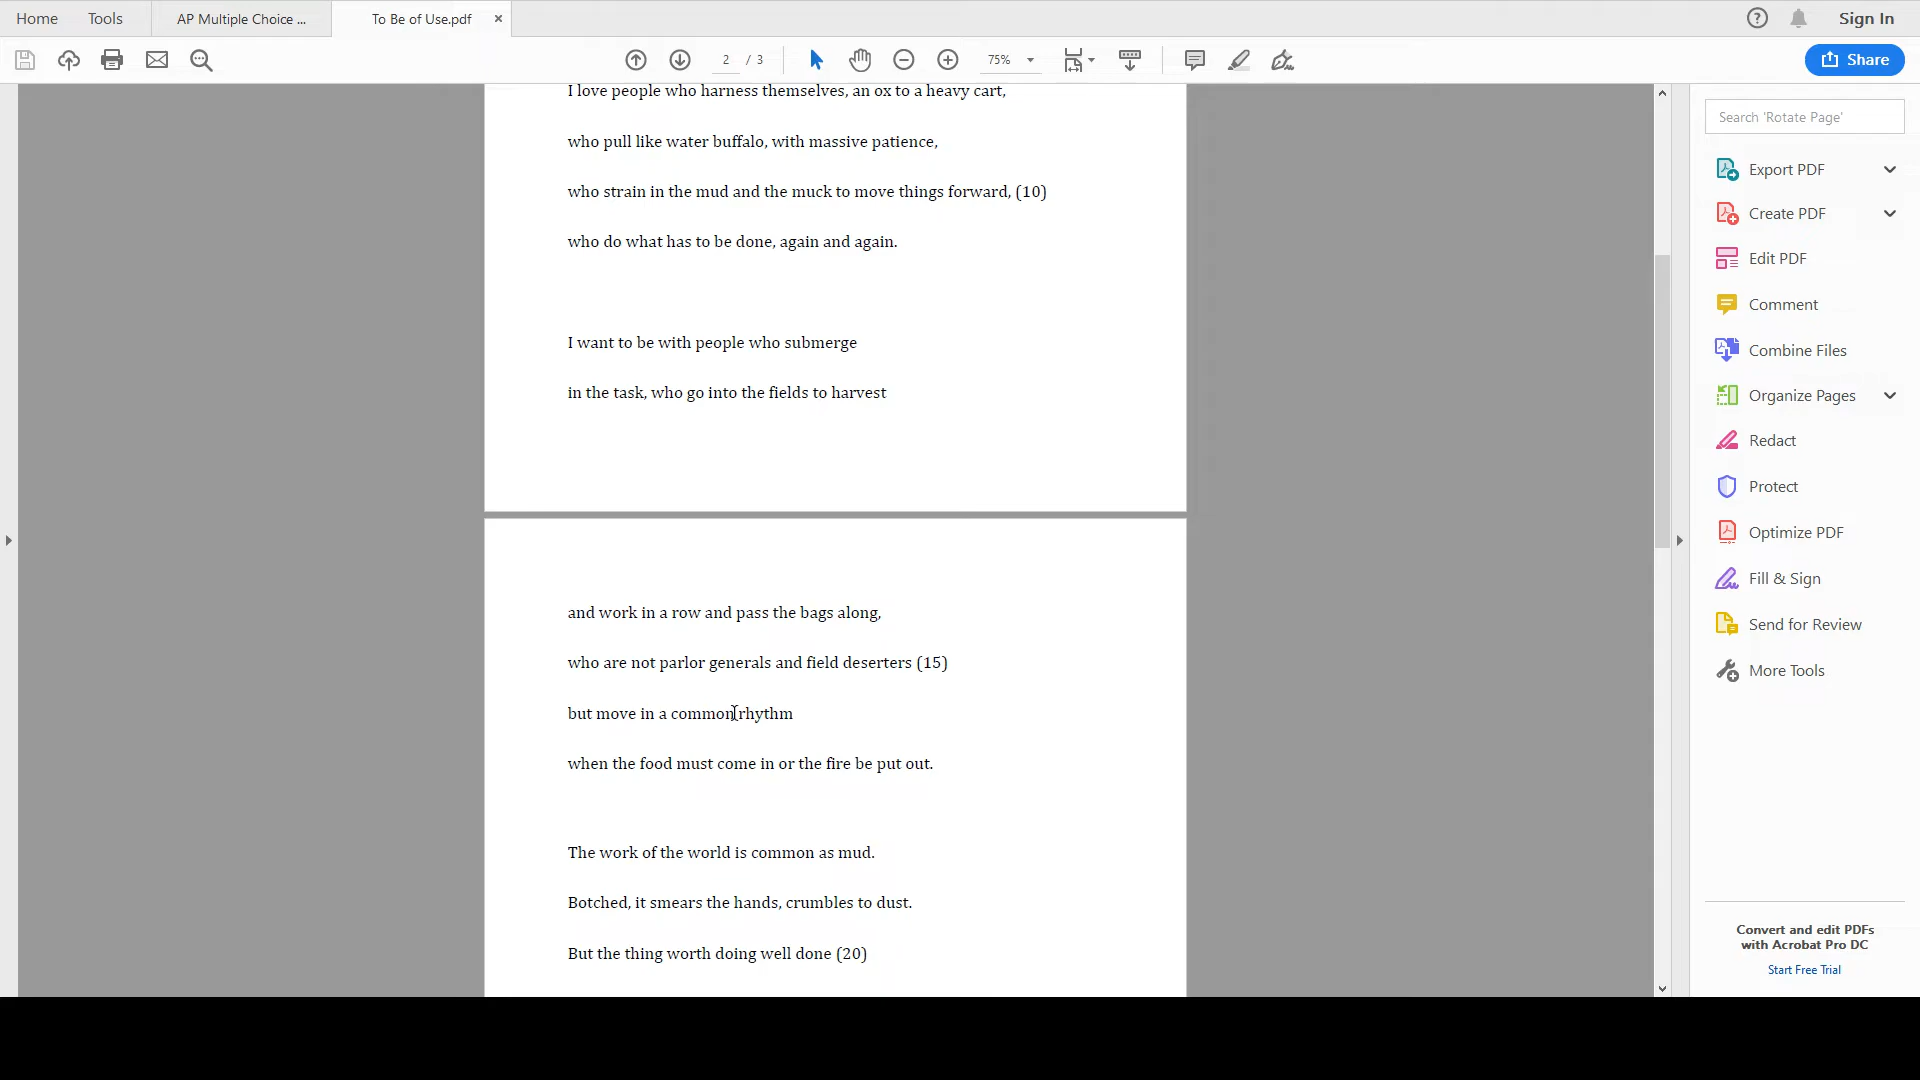 Home Tools AP Multiple Choice ... To Be of Use.pdf × Sign In
2 / 3 75% Share
I love people who harness themselves, an ox to a heavy cart,
who pull like water buffalo, with massive patience,
who strain in the mud and the muck to move things forward, (10)
who do what has to be done, again and again.
I want to be with people who submerge
in the task, who go into the fields to harvest
and work in a row and pass the bags along,
who are not parlor generals and field deserters (15)
but move in a common rhythm
when the food must come in or the fire be put out.
The work of the world is common as mud.
Botched, it smears the hands, crumbles to dust.
But the thing worth doing well done (20)
Search 'Rotate Page'
Export PDF
Create PDF
Edit PDF
Comment
Combine Files
Organize Pages
Redact
Protect
Optimize PDF
Fill & Sign
Send for Review
More Tools
Convert and edit PDFs
with Acrobat Pro DC
Start Free Trial